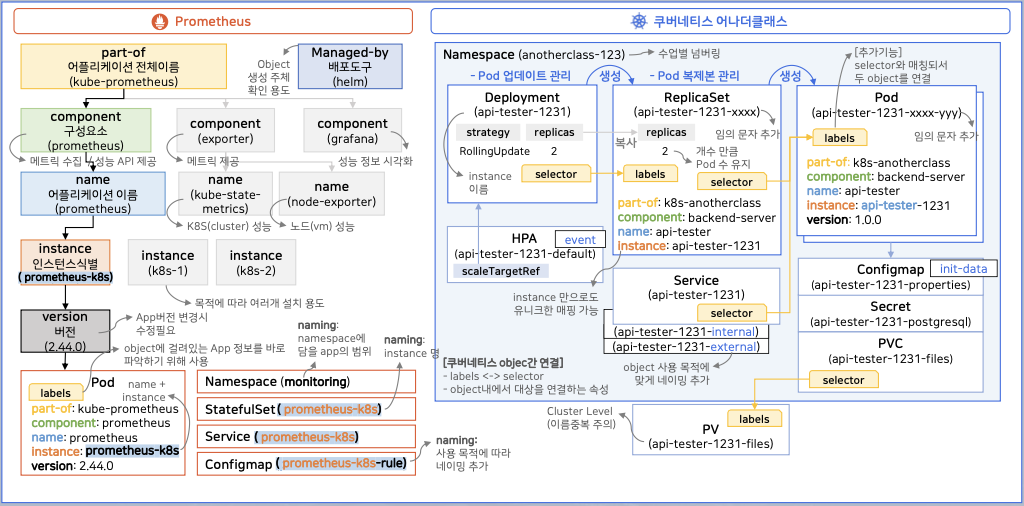 Prometheus
part-of
어플리케이션 전체이름
(kube-prometheus)
Object
생성 주체
확인 용도
Managed-by
배포도구
(helm)
component
구성요소
(prometheus)
component
(exporter)
component
(grafana)
메트릭 수집 / 성능 API 제공
메트릭 제공
성능 정보 시각화
name
어플리케이션 이름
(prometheus)
name
(kube-state-
metrics)
name
(node-exporter)
K8S(cluster) 성능
노드(vm) 성능
instance
인스턴스식별
( prometheus-k8s)
instance
(k8s-1)
instance
(k8s-2)
목적에 따라 여러개 설치 용도
version
버전
(2.44.0)
App버전 변경시
수정필요
object에 걸려있는 App 정보를 바로
파악하기 위해 사용
naming:
namespace에
담을 app의 범위
naming:
instance 명
Pod
labels
name +
instance
part-of: kube-prometheus
component: prometheus
name: prometheus
instance: prometheus-k8s
version: 2.44.0
Namespace (monitoring)
StatefulSet ( prometheus-k8s)
Service ( prometheus-k8s)
Configmap ( prometheus-k8s-rule)
naming:
사용 목적에 따라
네이밍 추가
쿠버네티스 어나더클래스
Namespace (anotherclass-123)
수업별 넘버링
[추가기능]
selector와 매칭되서
두 object를 연결
- Pod 업데이트 관리
생성
- Pod 복제본 관리
생성
Deployment
(api-tester-1231)
strategy
replicas
RollingUpdate
2
instance
이름
selector
복사
ReplicaSet
(api-tester-1231-xxxx)
임의 문자 추가
replicas
2
개수 만큼
Pod 수 유지
labels
selector
part-of: k8s-anotherclass
component: backend-server
name: api-tester
instance: api-tester-1231
Pod
(api-tester-1231-xxxx-yyy)
labels
임의 문자 추가
part-of: k8s-anotherclass
component: backend-server
name: api-tester
instance: api-tester-1231
version: 1.0.0
HPA
event
(api-tester-1231-default)
scaleTargetRef
instance 만으로도
유니크한 매핑 가능
Service
(api-tester-1231)
selector
(api-tester-1231-internal)
(api-tester-1231-external)
object 사용 목적에
맞게 네이밍 추가
Configmap
init-data
(api-tester-1231-properties)
Secret
(api-tester-1231-postgresql)
PVC
(api-tester-1231-files)
selector
[쿠버네티스 objec간 연결]
- labels <-> selector
- object내에서 대상을 연결하는 속성
Cluster Level
(이름중복 주의)
labels
PV
(api-tester-1231-files)